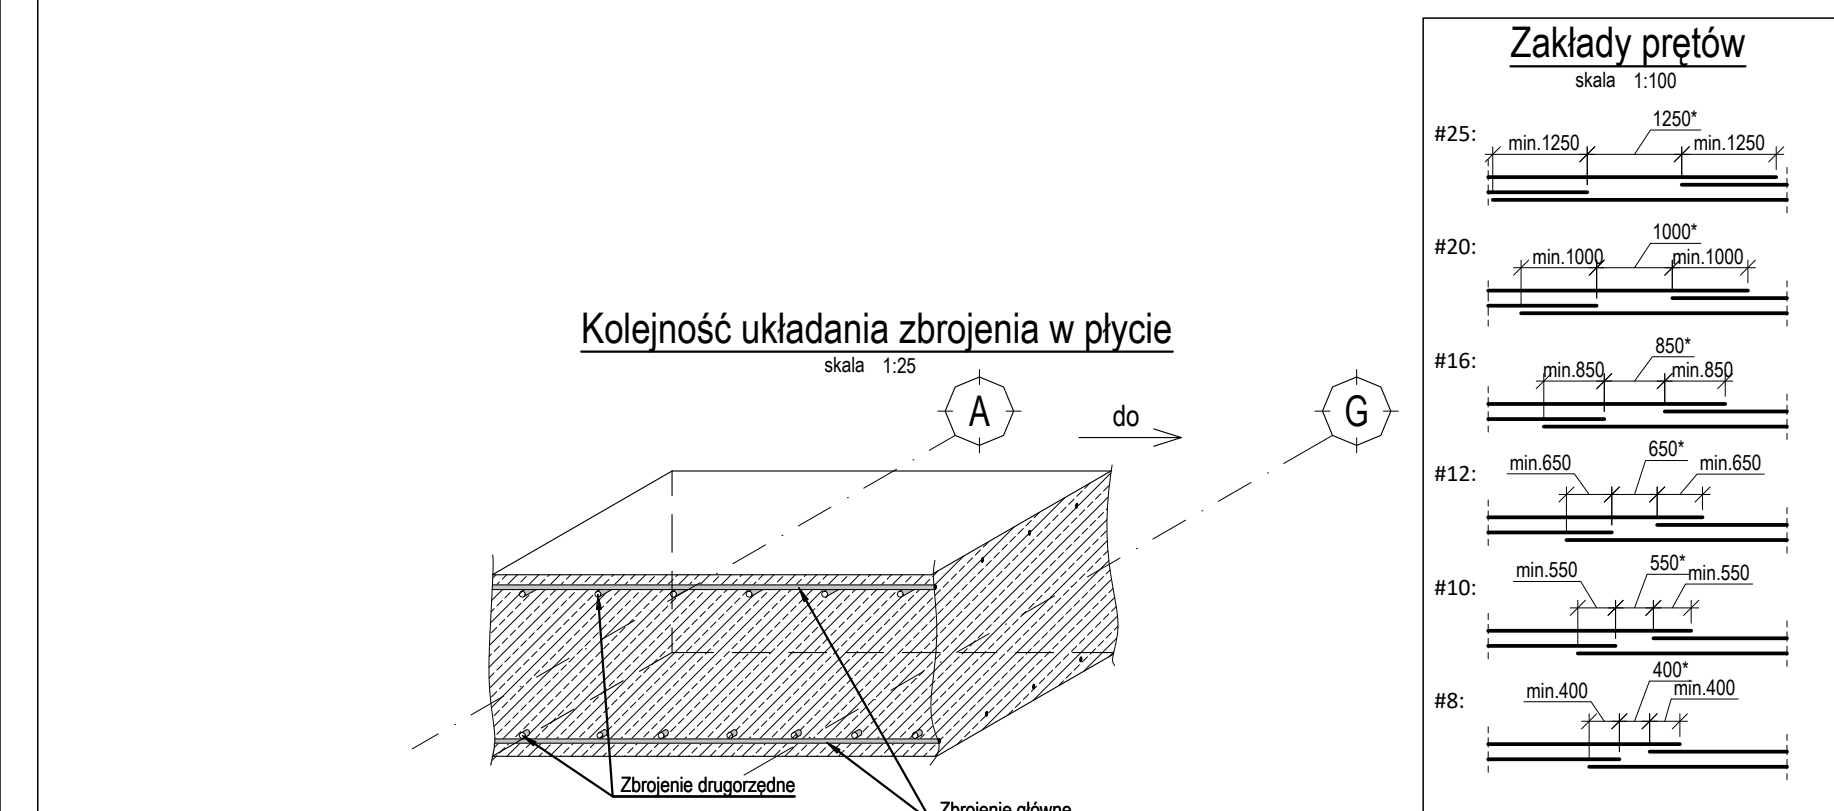 Zakłady prętów
skala 1:100
#25:
1250*
min.1250
min.1250
#20:
1000*
min.1000
min.1000
#16:
850*
min.850
min.850
#12:
650*
min.650
min.650
#10:
550*
min.550
min.550
#8:
400*
min.400
min.400
Kolejność układania zbrojenia w płycie
skala 1:25
A
do
G
Zbrojenie drugorzędne
Zbrojenie główne